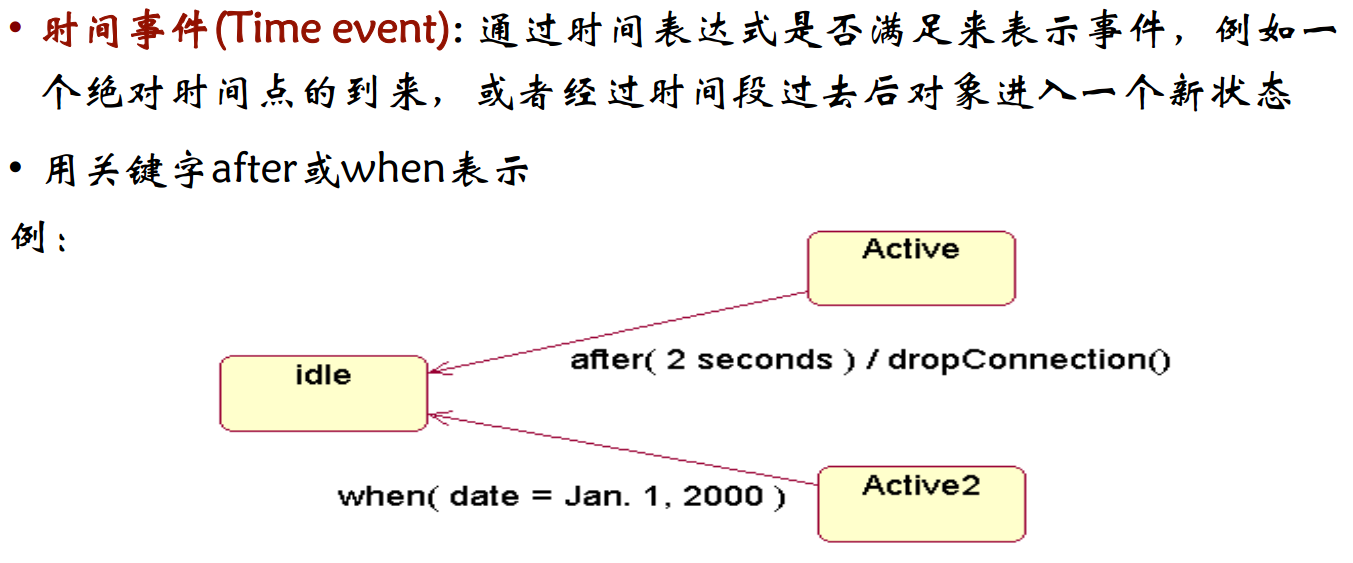 • 时间事件(Time event): 通过时间表达式是否满足来表示事件，例如一
个绝对时间点的到来，或者经过时间段过去后对象进入一个新状态
• 用关键字after或when表示
例：
Active
after( 2 seconds ) / dropConnection()
idle
when( date = Jan. 1, 2000 )
Active2